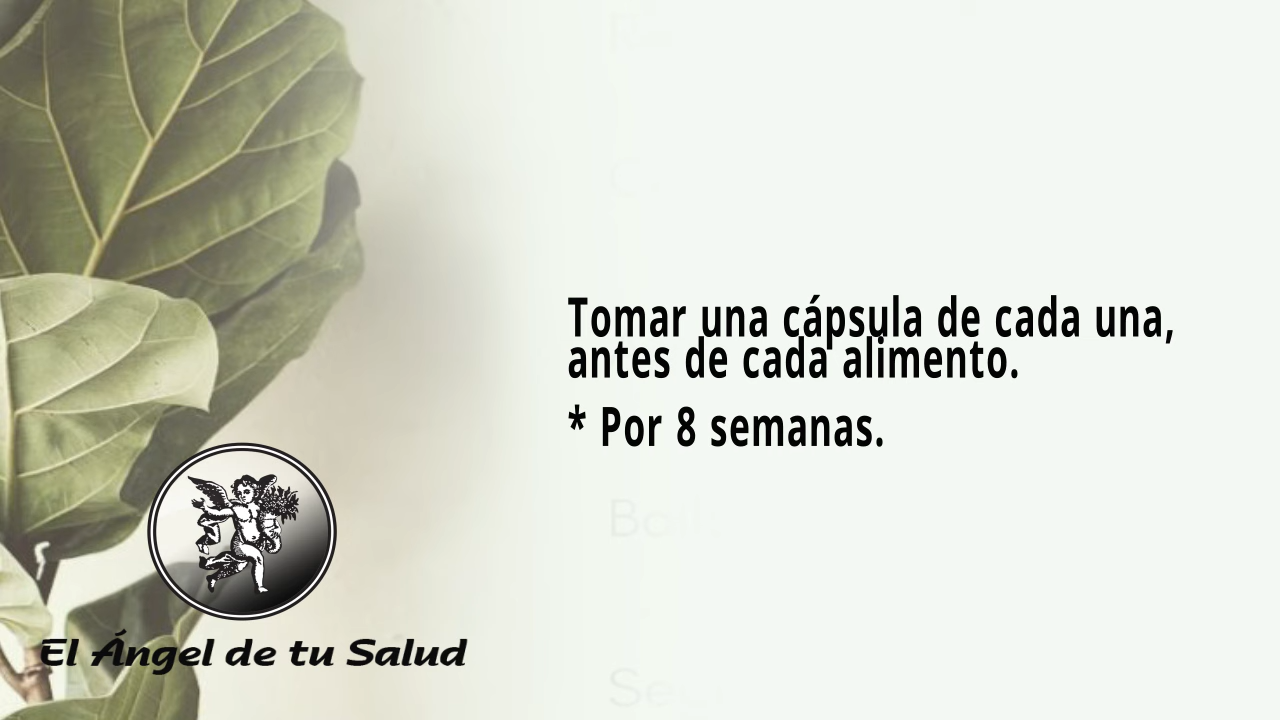 Tomar una cápsula de cada una,
antes de cada alimento.
* Por 8 semanas.
El Ángel de tu Salud